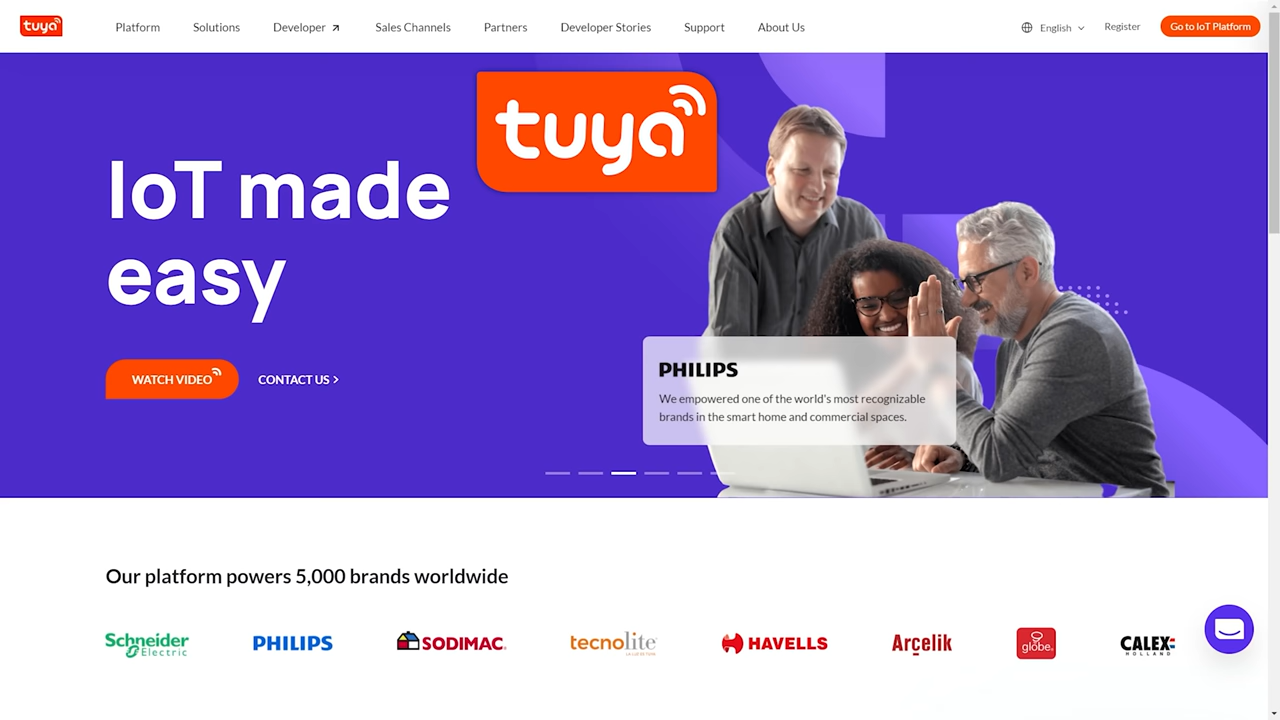 tuya
Platform
Solutions
Developer
Sales Channels
Partners
Developer Stories
Support
About Us
English
Register
Go to IoT Platform
tuya
IoT made
easy
WATCH VIDEO
CONTACT US
PHILIPS
We empowered one of the world's most recognizable
brands in the smart home and commercial spaces.
Our platform powers 5,000 brands worldwide
Schneider
Electric
PHILIPS
SODIMAC
tecnolite
HAVELLS
Arçelik
globe
CALEX
HOLLAND